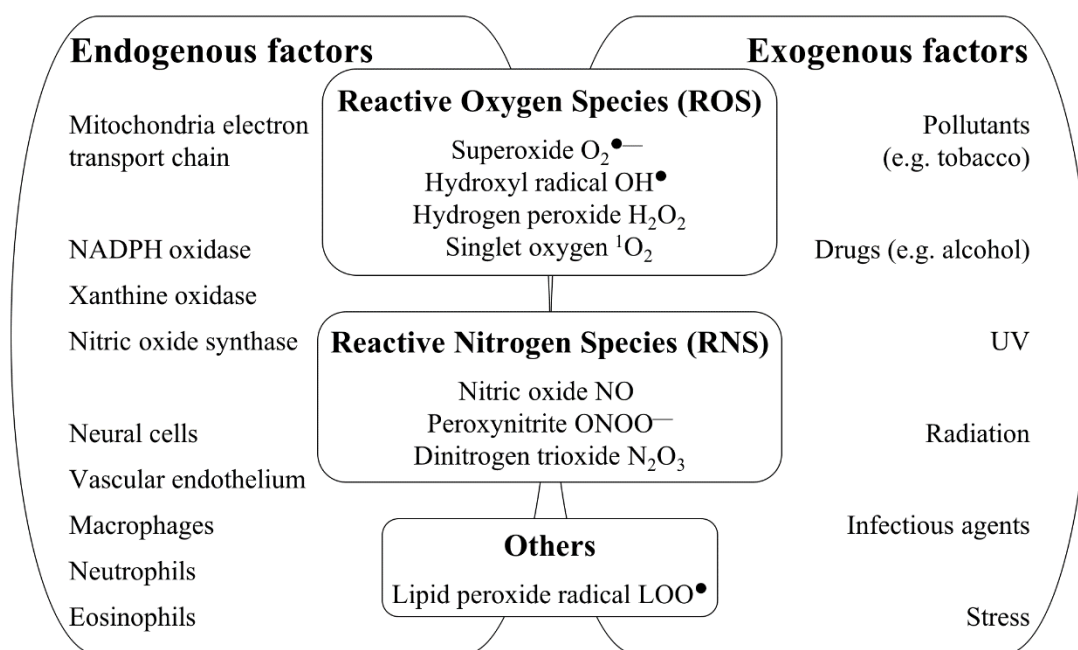 Endogenous factors
Mitochondria electron
transport chain
NADPH oxidase
Xanthine oxidase
Nitric oxide synthase
Neural cells
Vascular endothelium
Macrophages
Neutrophils
Eosinophils
Reactive Oxygen Species (ROS)
Superoxide O₂●—
Hydroxyl radical OH●
Hydrogen peroxide H₂O₂
Singlet oxygen ¹O₂
Reactive Nitrogen Species (RNS)
Nitric oxide NO
Peroxynitrite ONOO—
Dinitrogen trioxide N₂O₃
Others
Lipid peroxide radical LOO●
Exogenous factors
Pollutants
(e.g. tobacco)
Drugs (e.g. alcohol)
UV
Radiation
Infectious agents
Stress